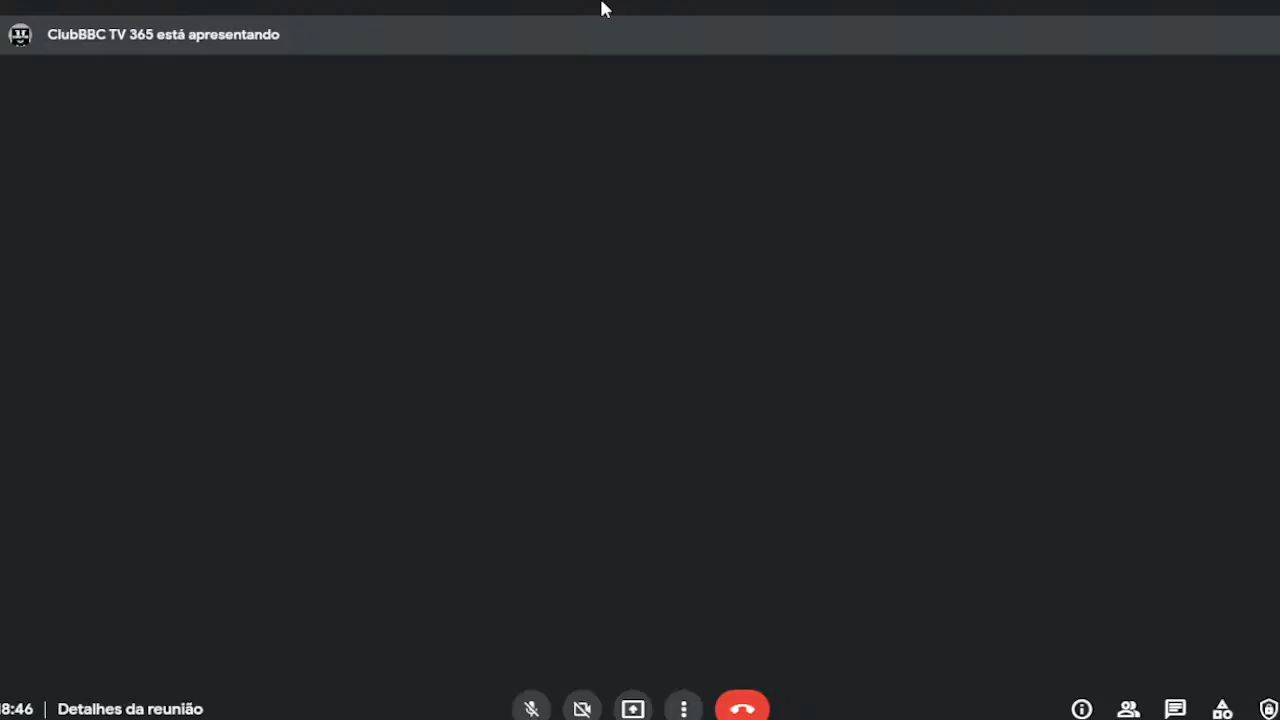 ClubBBC TV 365 está apresentando
8:46 | Detalhes da reunião